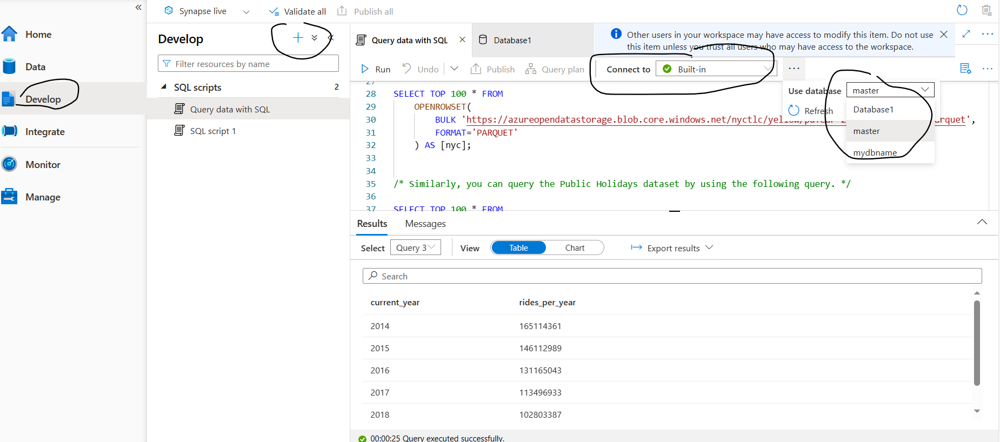 Synapse live
Validate all
Publish all
Home
Data
Develop
Integrate
Monitor
Manage
Develop
Filter resources by name
SQL scripts 2
Query data with SQL
SQL script 1
Query data with SQL
Database1
Other users in your workspace may have access to modify this item. Do not use
this item unless you trust all users who may have access to the workspace.
Run Undo Publish Query plan Connect to Built-in
Use database master
Database1
master
mydbname
Refresh
27
28 SELECT TOP 100 * FROM
29 OPENROWSET(
30 BULK 'https://azureopendatastorage.blob.core.windows.net/nyctlc/yellow/ arquet',
31 FORMAT='PARQUET'
32 ) AS [nyc];
33
34
35 /* Similarly, you can query the Public Holidays dataset by using the following query. */
36
37 SELECT TOP 100 * FROM
Results Messages
Select Query 3 View Table Chart Export results
Search
current_year rides_per_year
2014 165114361
2015 146112989
2016 131165043
2017 113496933
2018 102803387
00:00:25 Query executed successfully.